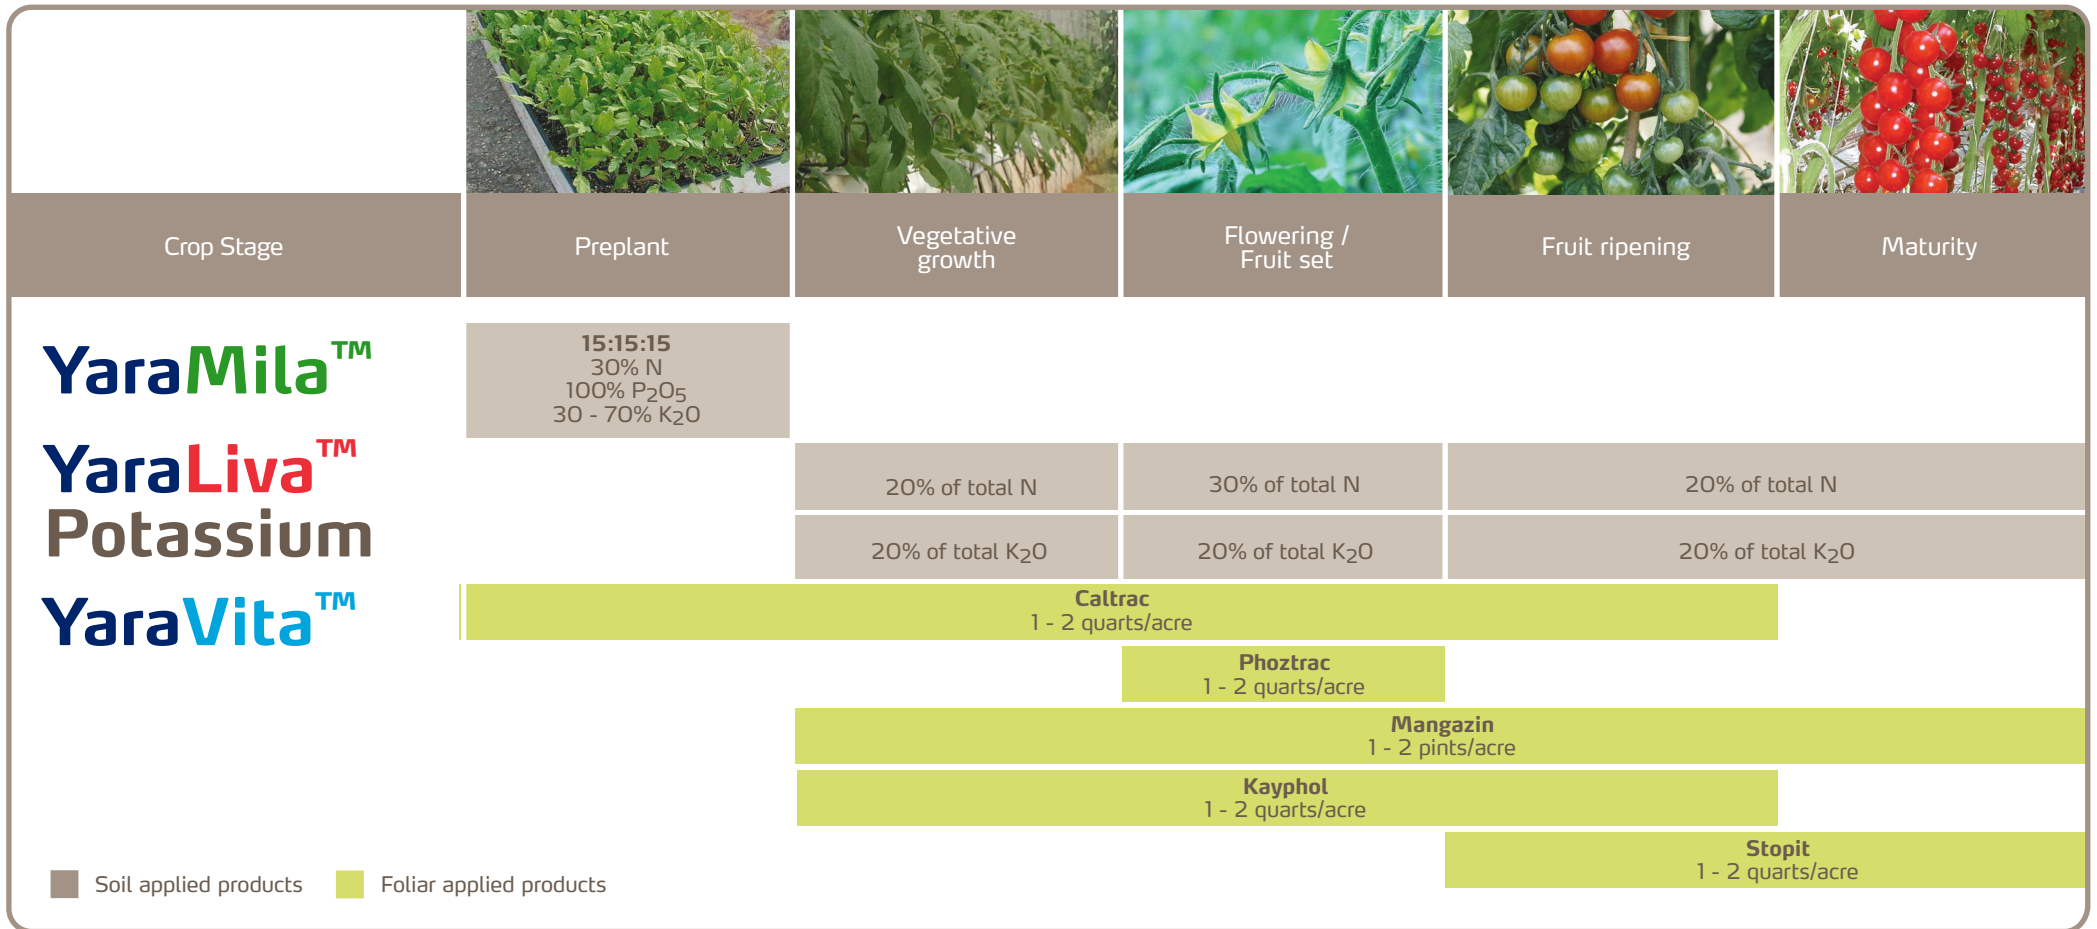 Crop Stage
Preplant
Vegetative
growth
Flowering /
Fruit set
Fruit ripening
Maturity
YaraMila™
15:15:15
30% N
100% P2O5
30 - 70% K2O
YaraLiva™
20% of total N
30% of total N
20% of total N
Potassium
20% of total K2O
20% of total K2O
20% of total K2O
YaraVita™
Caltrac
1 - 2 quarts/acre
Phoztrac
1 - 2 quarts/acre
Mangazin
1 - 2 pints/acre
Kayphol
1 - 2 quarts/acre
Stopit
1 - 2 quarts/acre
Soil applied products
Foliar applied products